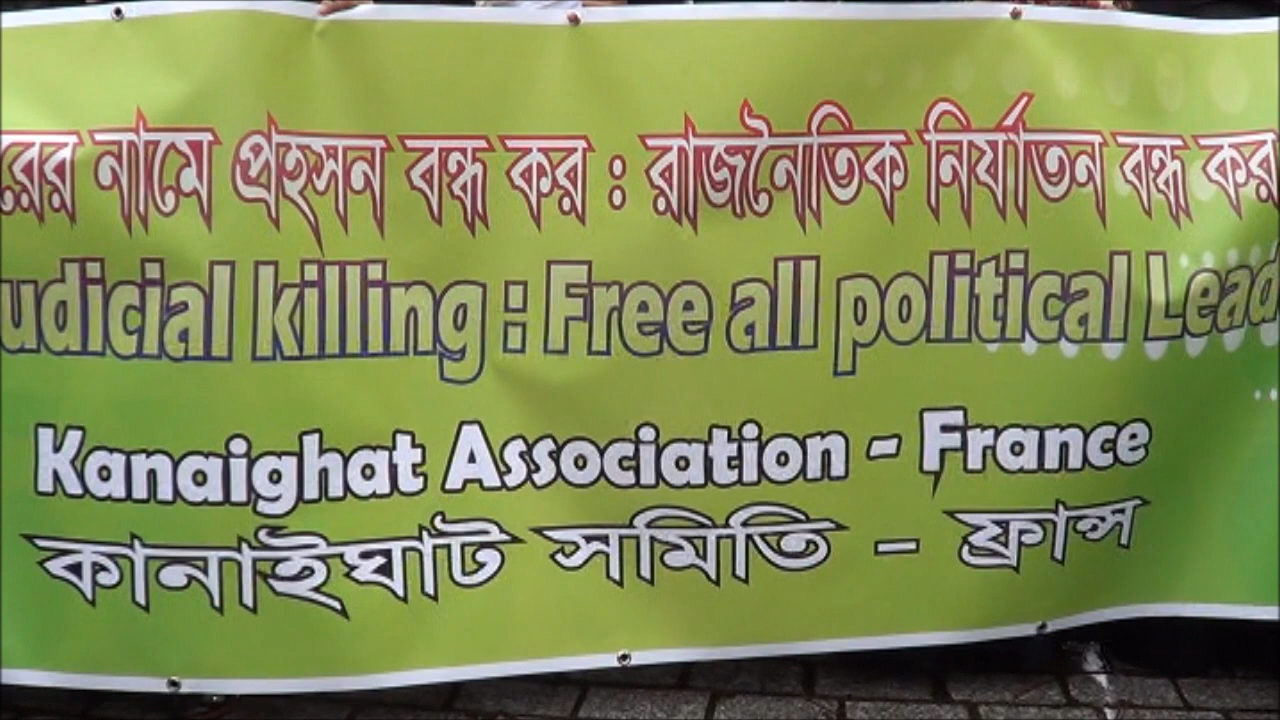 রের নামে প্রহসন বন্ধ কর : রাজনৈতিক নির্যাতন বন্ধ কর
udicial killing : Free all political Lead
Kanaighat Association - France
কানাইঘাট সমিতি - ফ্রান্স